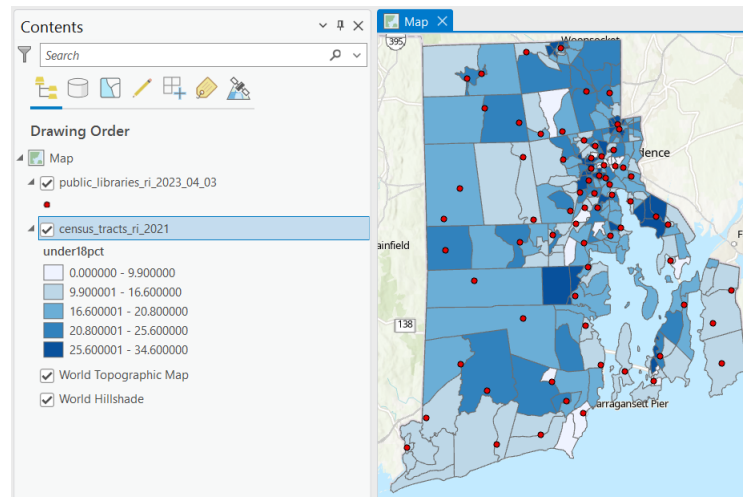 Contents
Map
Search
Drawing Order
Map
public_libraries_ri_2023_04_03
census_tracts_ri_2021
under18pct
0.000000 - 9.900000
9.900001 - 16.600000
16.600001 - 20.800000
20.800001 - 25.600000
25.600001 - 34.600000
World Topographic Map
World Hillshade
395
Woonsocket
lence
ainfield
F
138
arragansett Pier